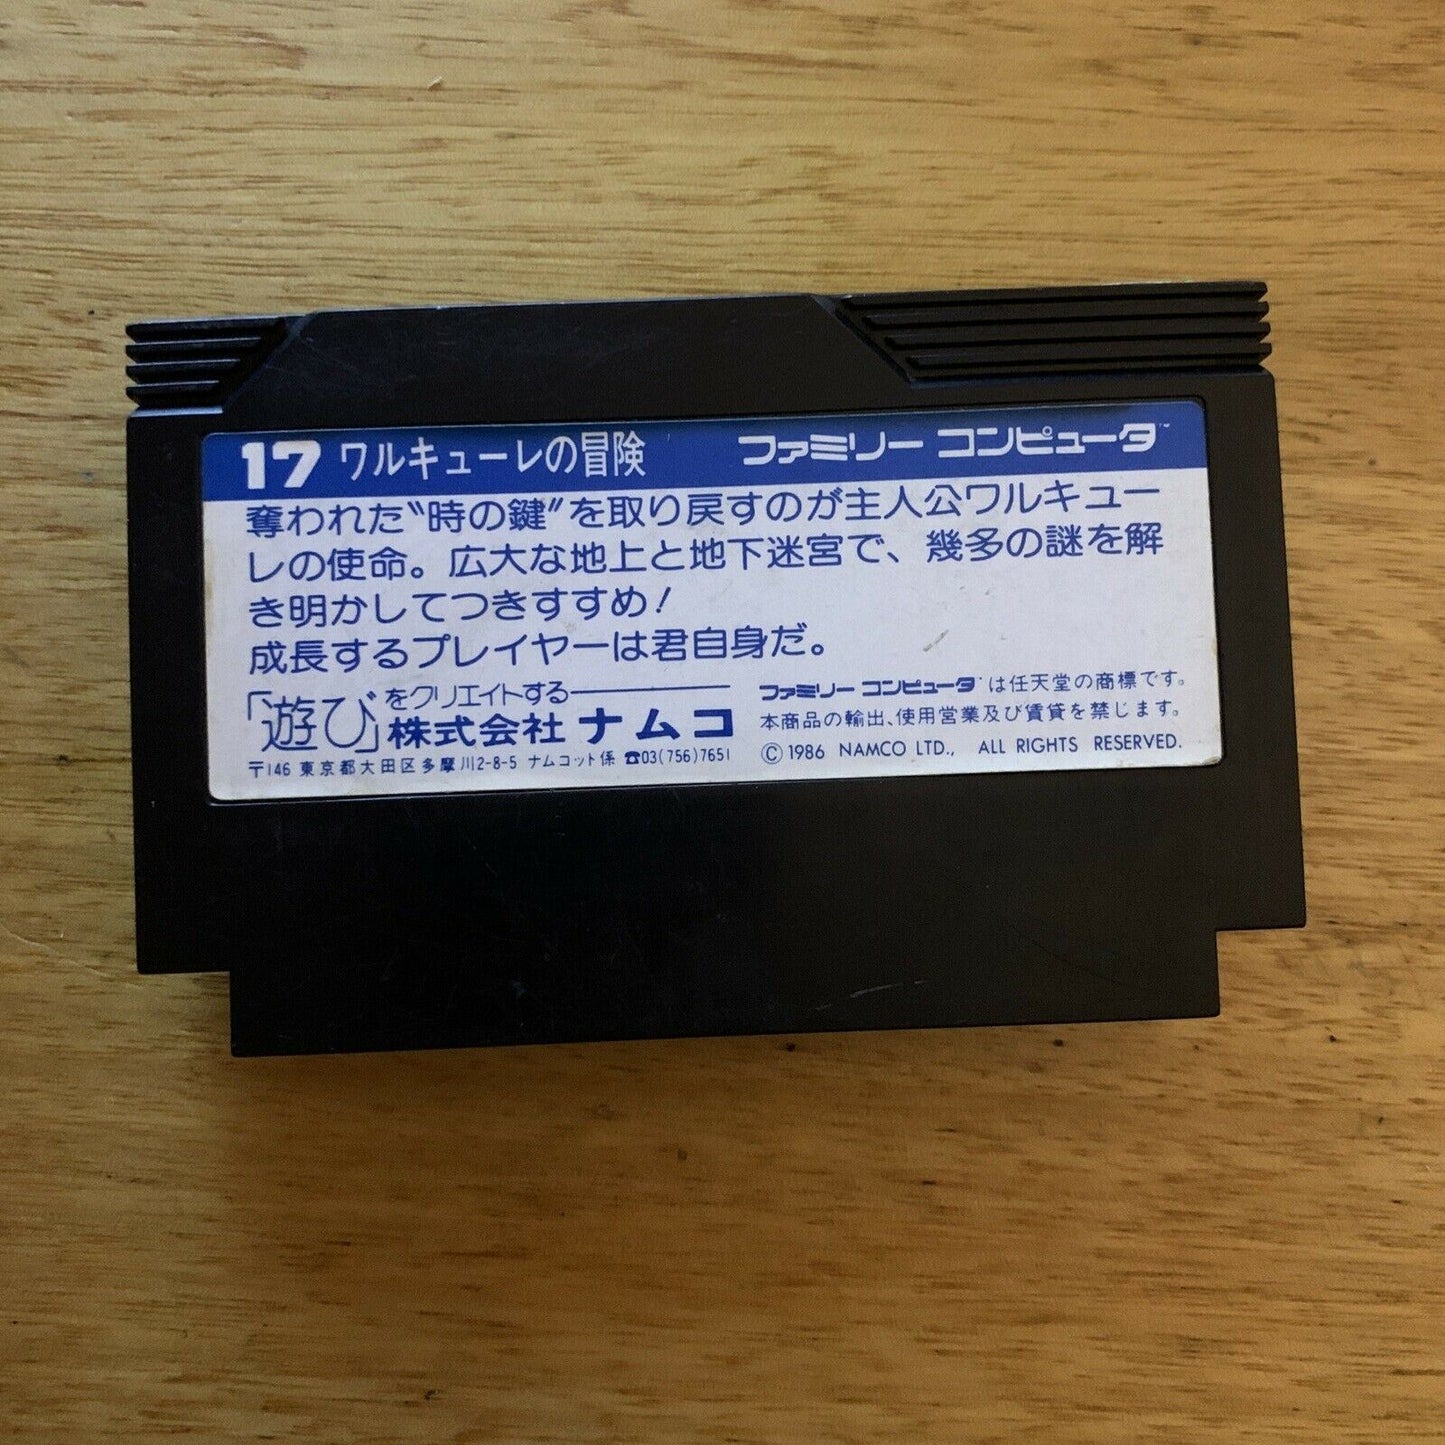 17 ワルキューレの冒険 ファミリー コンピュータ™
奪われた〝時の鍵〟を取り戻すのが主人公ワルキュー
レの使命。広大な地上と地下迷宮で、幾多の謎を解
き明かしてつきすすめ！
成長するプレイヤーは君自身だ。
「遊び」をクリエイトする
株式会社 ナムコ
〒146 東京都大田区多摩川2-8-5 ナムコット係 ☎03(756)7651
ファミリー コンピュータ は任天堂の商標です。
本商品の輸出、使用営業及び賃貸を禁じます。
©1986 NAMCO LTD., ALL RIGHTS RESERVED.